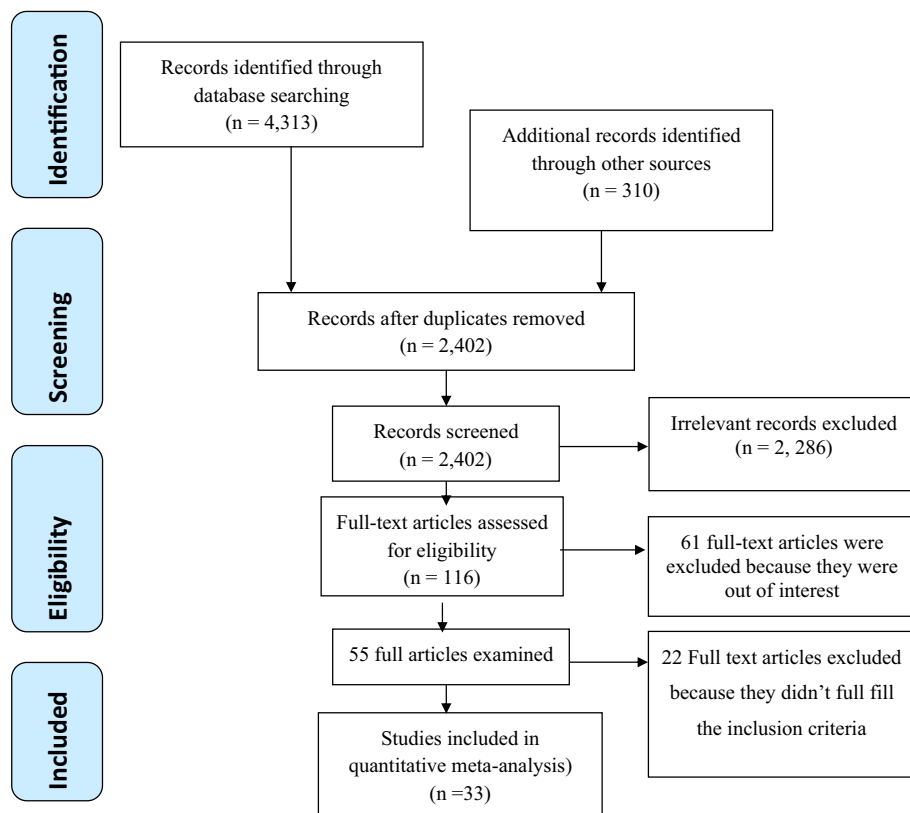 Identification
Records identified through
database searching
(n = 4,313)
Additional records identified
through other sources
(n = 310)
Screening
Records after duplicates removed
(n = 2,402)
Records screened
(n = 2,402)
Irrelevant records excluded
(n = 2, 286)
Eligibility
Full-text articles assessed
for eligibility
(n = 116)
61 full-text articles were
excluded because they were
out of interest
55 full articles examined
22 Full text articles excluded
because they didn’t full fill
the inclusion criteria
Included
Studies included in
quantitative meta-analysis)
(n =33)